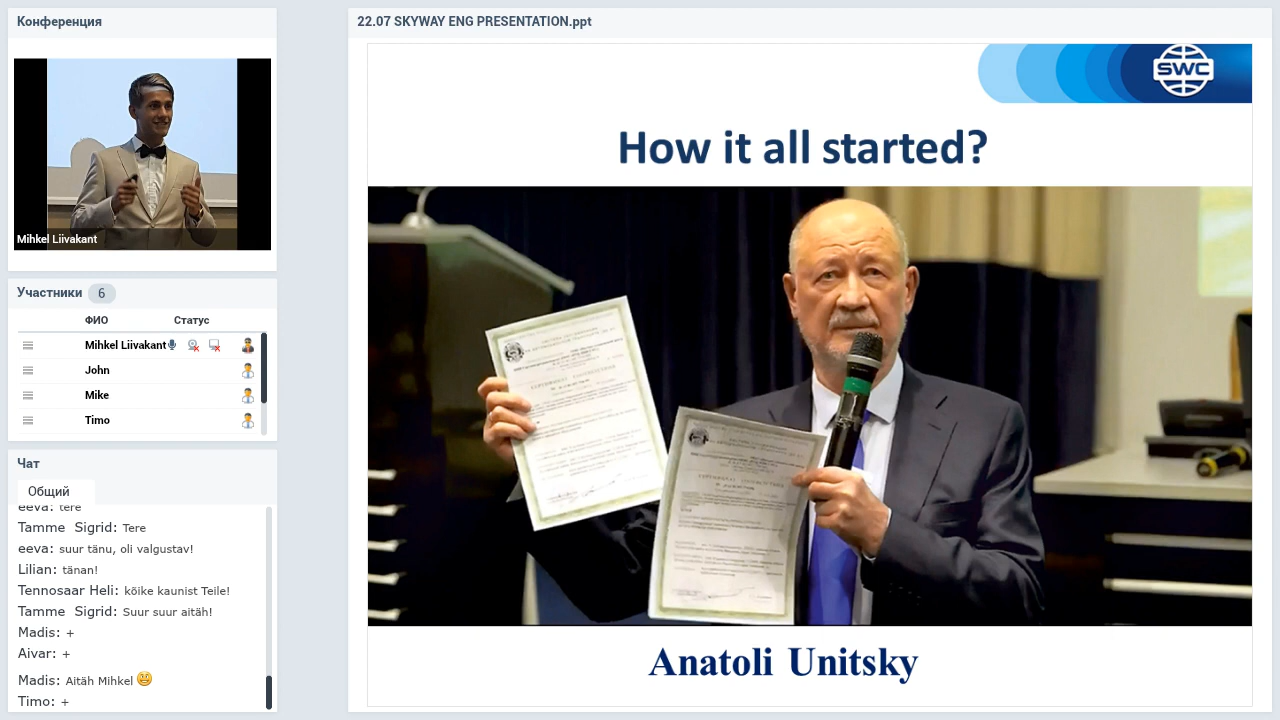 Конференция
Mihkel Liivakant
Участники 6
ФИО Статус
Mihkel Liivakant
John
Mike
Timo
Чат
Общий
eeva: tere
Tamme Sigrid: Tere
eeva: suur tänu, oli valgustav!
Lilian: tänan!
Tennosaar Heli: kõike kaunist Teile!
Tamme Sigrid: Suur suur aitäh!
Madis: +
Aivar: +
Madis: Aitäh Mihkel
Timo: +
22.07 SKYWAY ENG PRESENTATION.ppt
SWC
How it all started?
Anatoli Unitsky